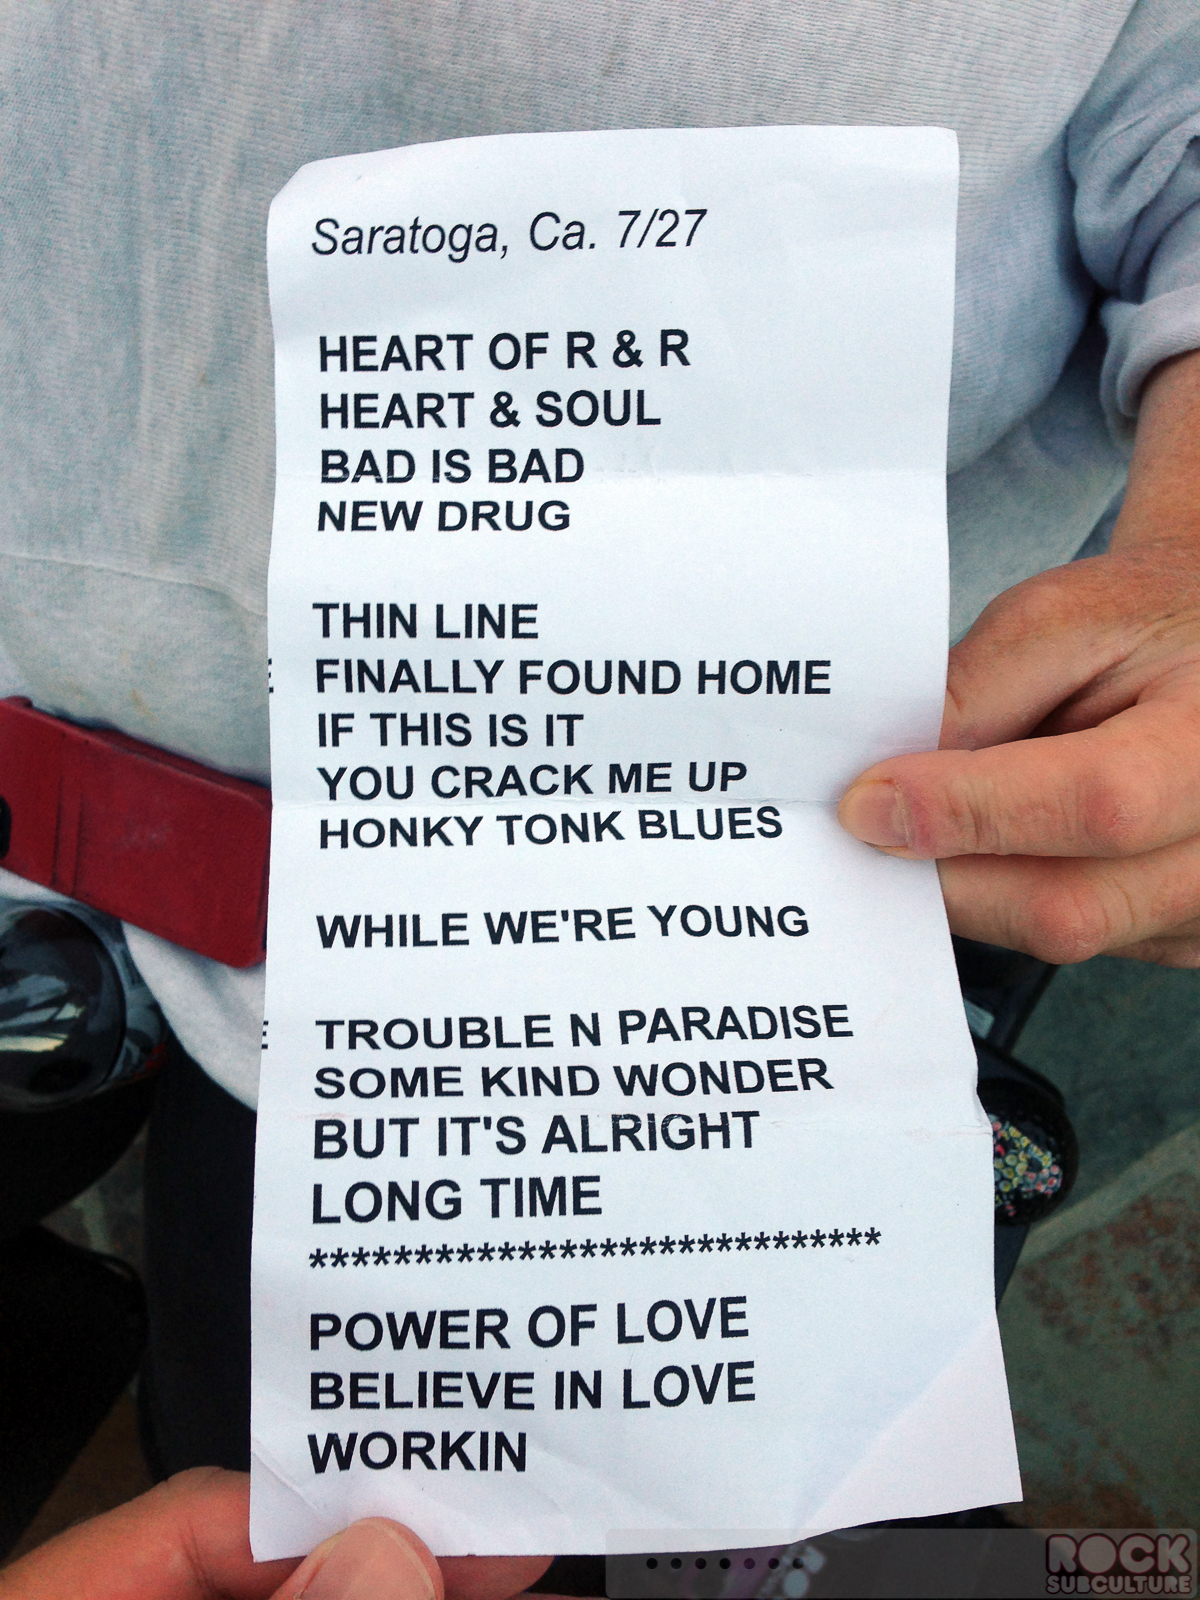 Saratoga, Ca. 7/27
HEART OF R & R
HEART & SOUL
BAD IS BAD
NEW DRUG
THIN LINE
FINALLY FOUND HOME
IF THIS IS IT
YOU CRACK ME UP
HONKY TONK BLUES
WHILE WE'RE YOUNG
TROUBLE N PARADISE
SOME KIND WONDER
BUT IT'S ALRIGHT
LONG TIME
*******************************
POWER OF LOVE
BELIEVE IN LOVE
WORKIN
ROCK
SUBCULTURE